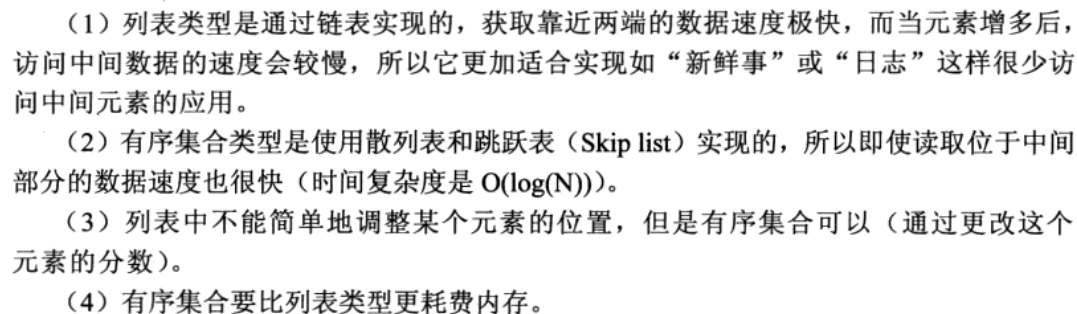 （1）列表类型是通过链表实现的，获取靠近两端的数据速度极快，而当元素增多后，
访问中间数据的速度会较慢，所以它更加适合实现如“新鲜事”或“日志”这样很少访
问中间元素的应用。
（2）有序集合类型是使用散列表和跳跃表（Skip list）实现的，所以即使读取位于中间
部分的数据速度也很快（时间复杂度是 O(log(N))）。
（3）列表中不能简单地调整某个元素的位置，但是有序集合可以（通过更改这个
元素的分数）。
（4）有序集合要比列表类型更耗费内存。